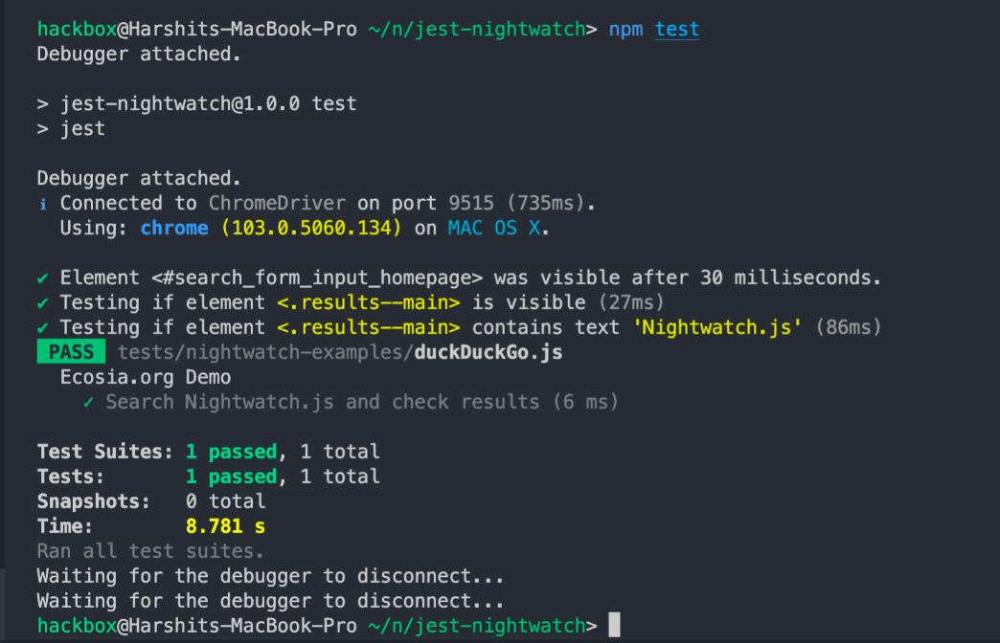 hackbox@Harshits-MacBook-Pro ~/n/jest-nightwatch> npm test
Debugger attached.
> jest-nightwatch@1.0.0 test
> jest
Debugger attached.
ℹ Connected to ChromeDriver on port 9515 (735ms).
Using: chrome (103.0.5060.134) on MAC OS X.
✔ Element <#search_form_input_homepage> was visible after 30 milliseconds.
✔ Testing if element <.results--main> is visible (27ms)
✔ Testing if element <.results--main> contains text 'Nightwatch.js' (86ms)
PASS tests/nightwatch-examples/duckDuckGo.js
Ecosia.org Demo
✓ Search Nightwatch.js and check results (6 ms)
Test Suites: 1 passed, 1 total
Tests: 1 passed, 1 total
Snapshots: 0 total
Time: 8.781 s
Ran all test suites.
Waiting for the debugger to disconnect...
Waiting for the debugger to disconnect...
hackbox@Harshits-MacBook-Pro ~/n/jest-nightwatch>